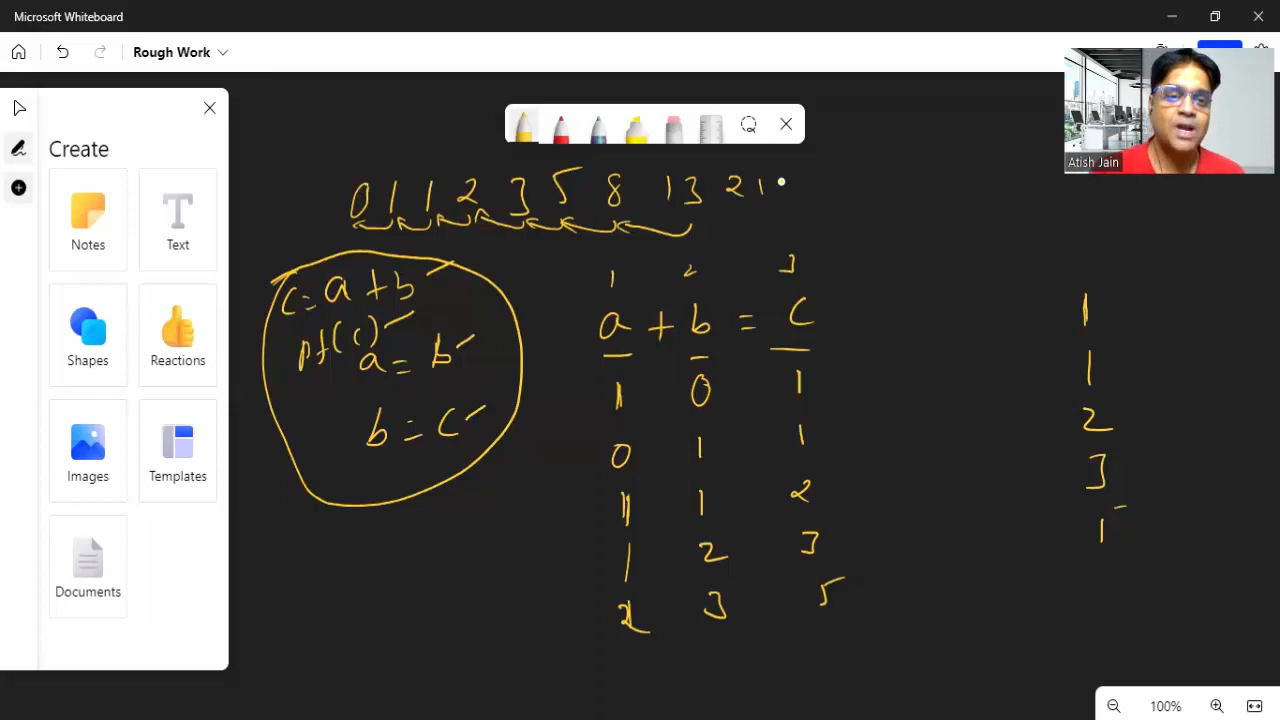 Microsoft Whiteboard
Rough Work
Create
Notes
Text
Shapes
Reactions
Images
Templates
Documents
Atish Jain
0 1 1 2 3 5 8 13 21
c = a + b
pf(c)
a = b
b = c
1 2 3
a + b = c
1 0 1
0 1 1
1 1 2
1 2 3
2 3 5
1
1
2
3
100%